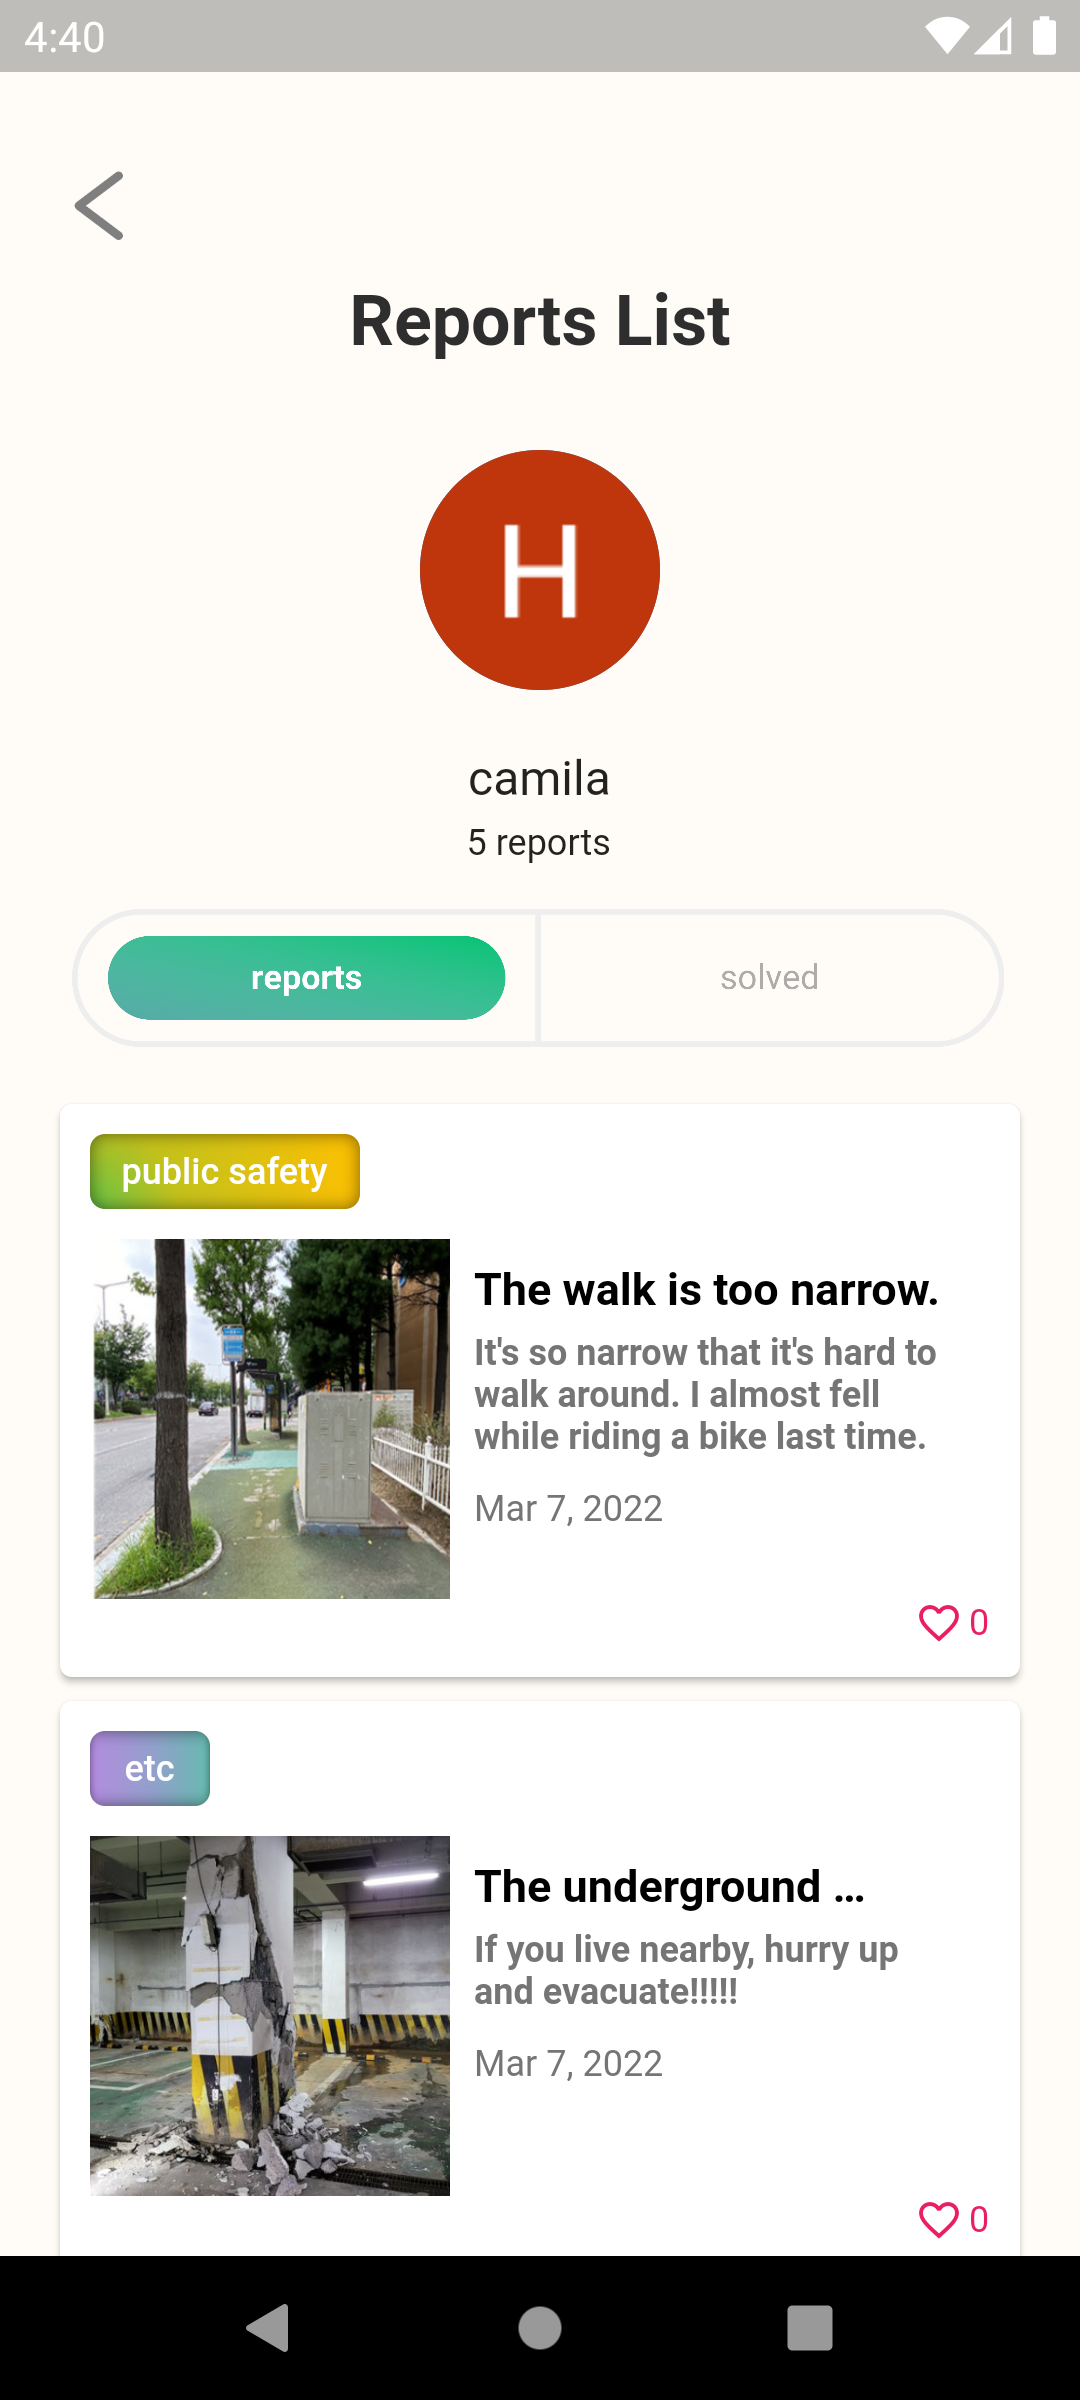 4:40
Reports List
H
camila
5 reports
reports
solved
public safety
The walk is too narrow.
It's so narrow that it's hard to
walk around. I almost fell
while riding a bike last time.
Mar 7, 2022
0
etc
The underground ...
If you live nearby, hurry up
and evacuate!!!!!
Mar 7, 2022
0